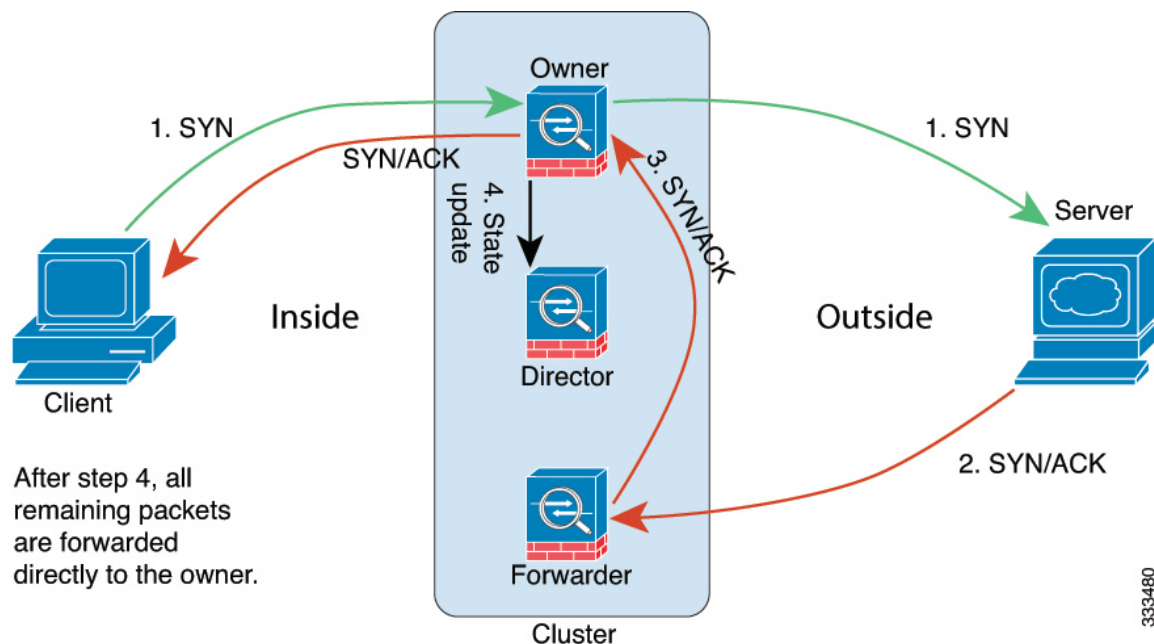 Owner
1. SYN
1. SYN
SYN/ACK
3. SYN/ACK
4. State
update
Server
Inside
Outside
Director
Client
2. SYN/ACK
After step 4, all
remaining packets
are forwarded
directly to the owner.
Forwarder
Cluster
333480